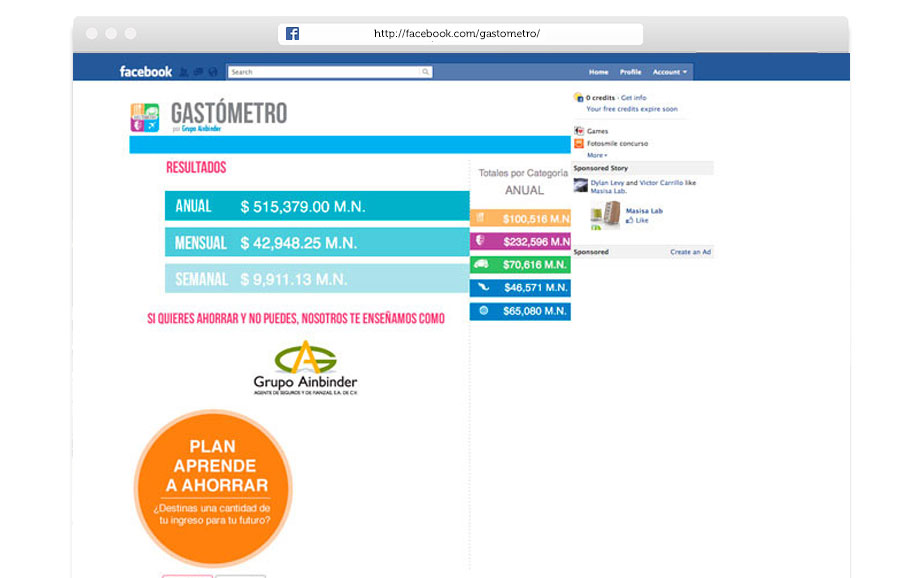 http://facebook.com/gastometro/
facebook
Search
Home Profile Account
GASTÓMETRO
por Grupo Ainbinder
0 credits - Get info
Your free credits expire soon
Games
Fotosmile concurso
More
Sponsored Story
Dylan Levy and Victor Carrillo like
Masisa Lab.
Masisa Lab
Like
Sponsored Create an Ad
RESULTADOS
ANUAL $ 515,379.00 M.N.
MENSUAL $ 42,948.25 M.N.
SEMANAL $ 9,911.13 M.N.
Totales por Categoría
ANUAL
$100,516 M.N
$232,596 M.N
$70,616 M.N.
$46,571 M.N.
$65,080 M.N.
SI QUIERES AHORRAR Y NO PUEDES, NOSOTROS TE ENSEÑAMOS COMO
AG
Grupo Ainbinder
AGENTE DE SEGUROS Y DE FIANZAS, S.A. DE C.V.
PLAN
APRENDE
A AHORRAR
¿Destinas una cantidad de
tu ingreso para tu futuro?